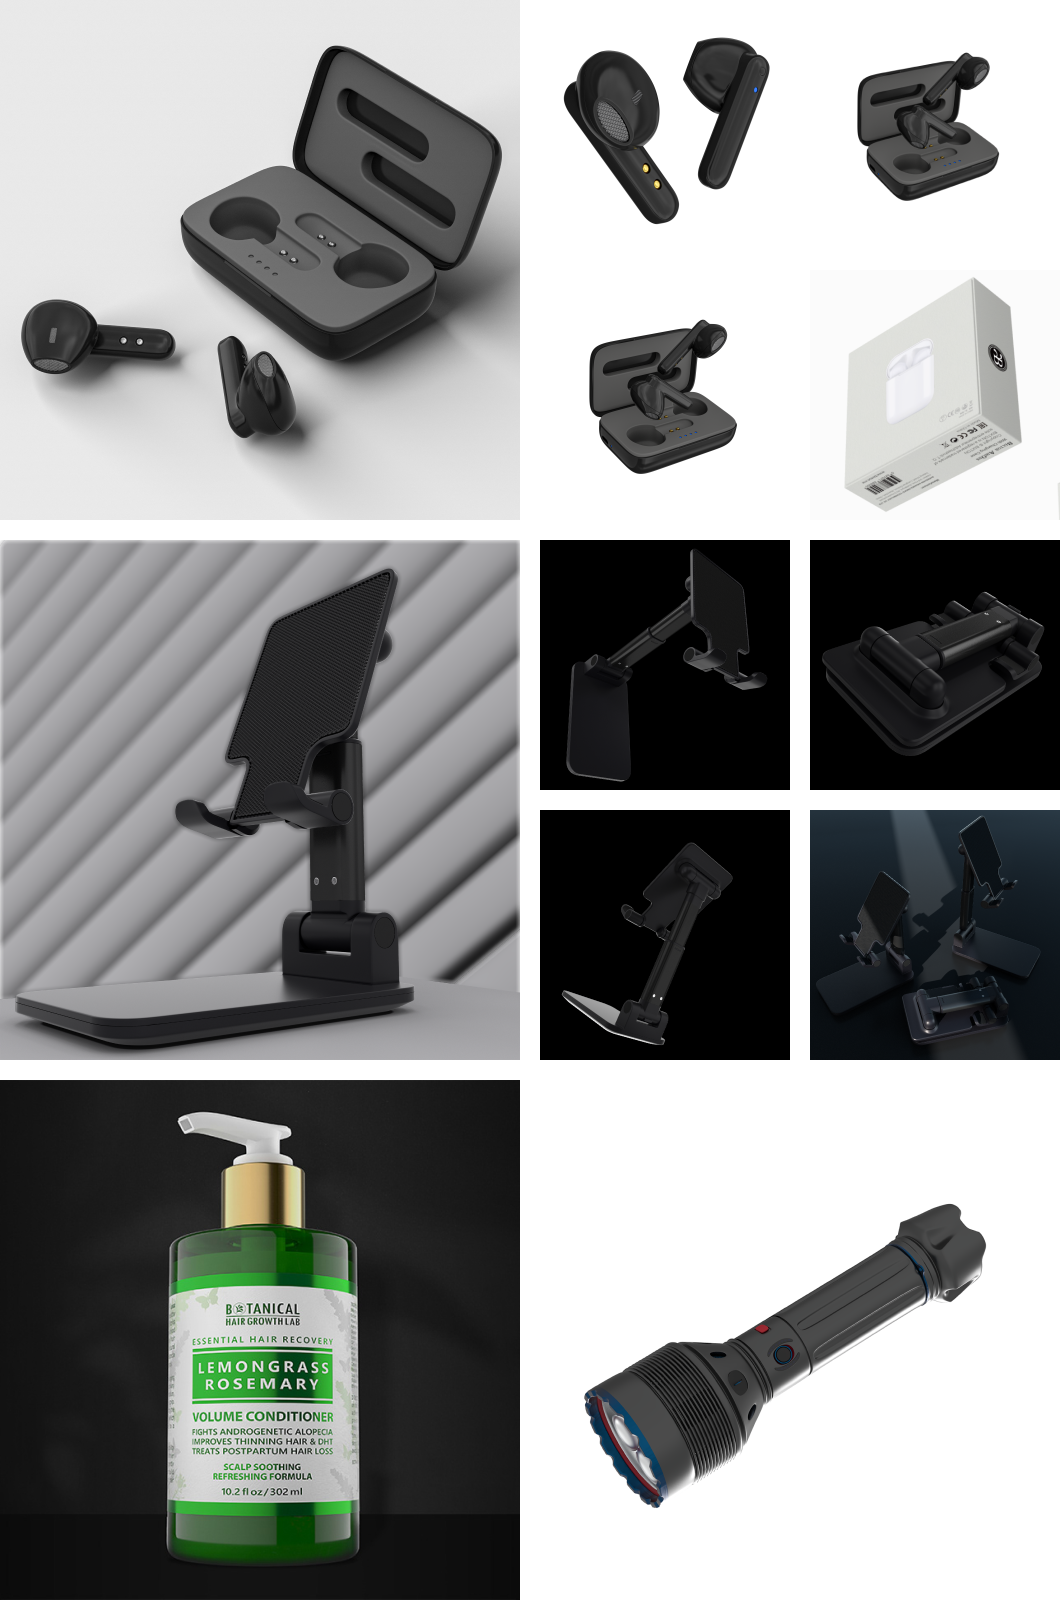 BOTANICAL
HAIR GROWTH LAB
ESSENTIAL HAIR RECOVERY
LEMONGRASS
ROSEMARY
VOLUME CONDITIONER
FIGHTS ANDROGENETIC ALOPECIA
IMPROVES THINNING HAIR & DHT
TREATS POSTPARTUM HAIR LOSS
SCALP SOOTHING
REFRESHING FORMULA
10.2 fl oz / 302 ml